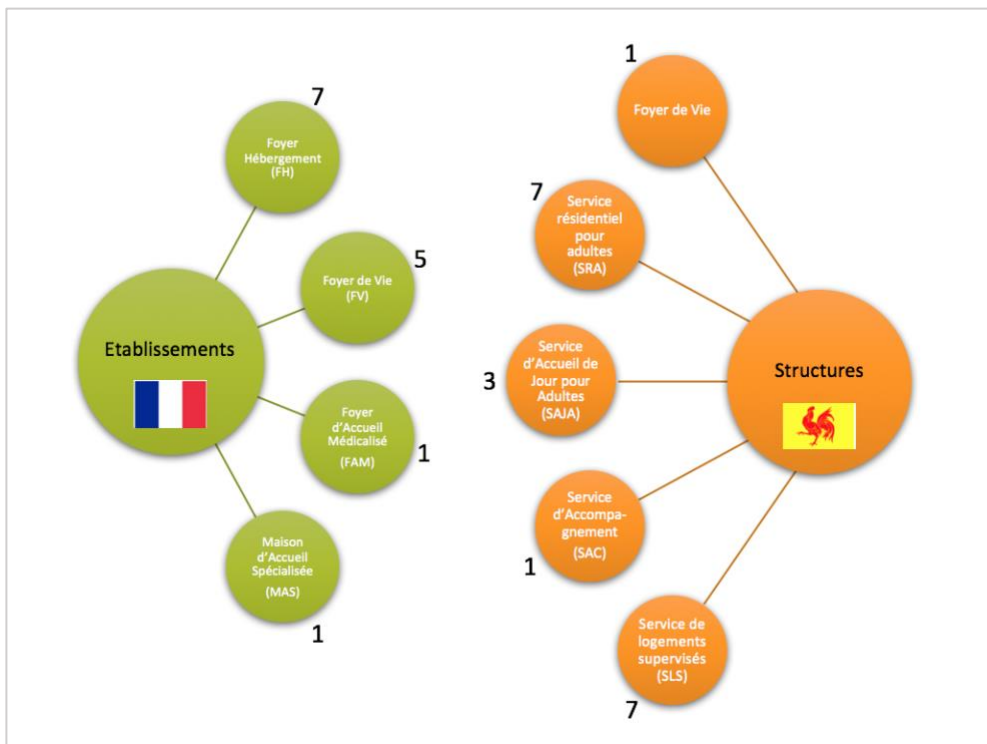 7
Foyer
Hébergement
(FH)
5
Foyer de Vie
(FV)
Etablissements
Foyer
d'Accueil
Médicalisé
(FAM)
1
Maison
d'Accueil
Spécialisée
(MAS)
1
1
Foyer de Vie
7
Service
résidentiel
pour
adultes
(SRA)
3
Service
d'Accueil de
Jour pour
Adultes
(SAJA)
Structures
Service
d'Accompa-
gnement
(SAC)
1
Service de
logements
supervisés
(SLS)
7